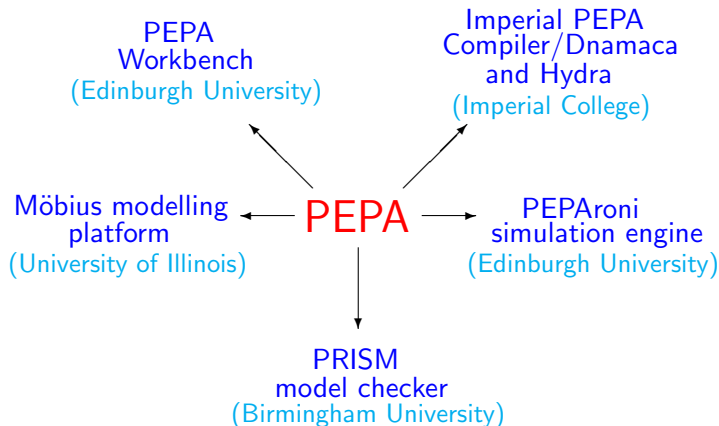 PEPA
Workbench
(Edinburgh University)
Imperial PEPA
Compiler/Dnamaca
and Hydra
(Imperial College)
Möbius modelling
platform
(University of Illinois)
PEPA
PEPAroni
simulation engine
(Edinburgh University)
PRISM
model checker
(Birmingham University)